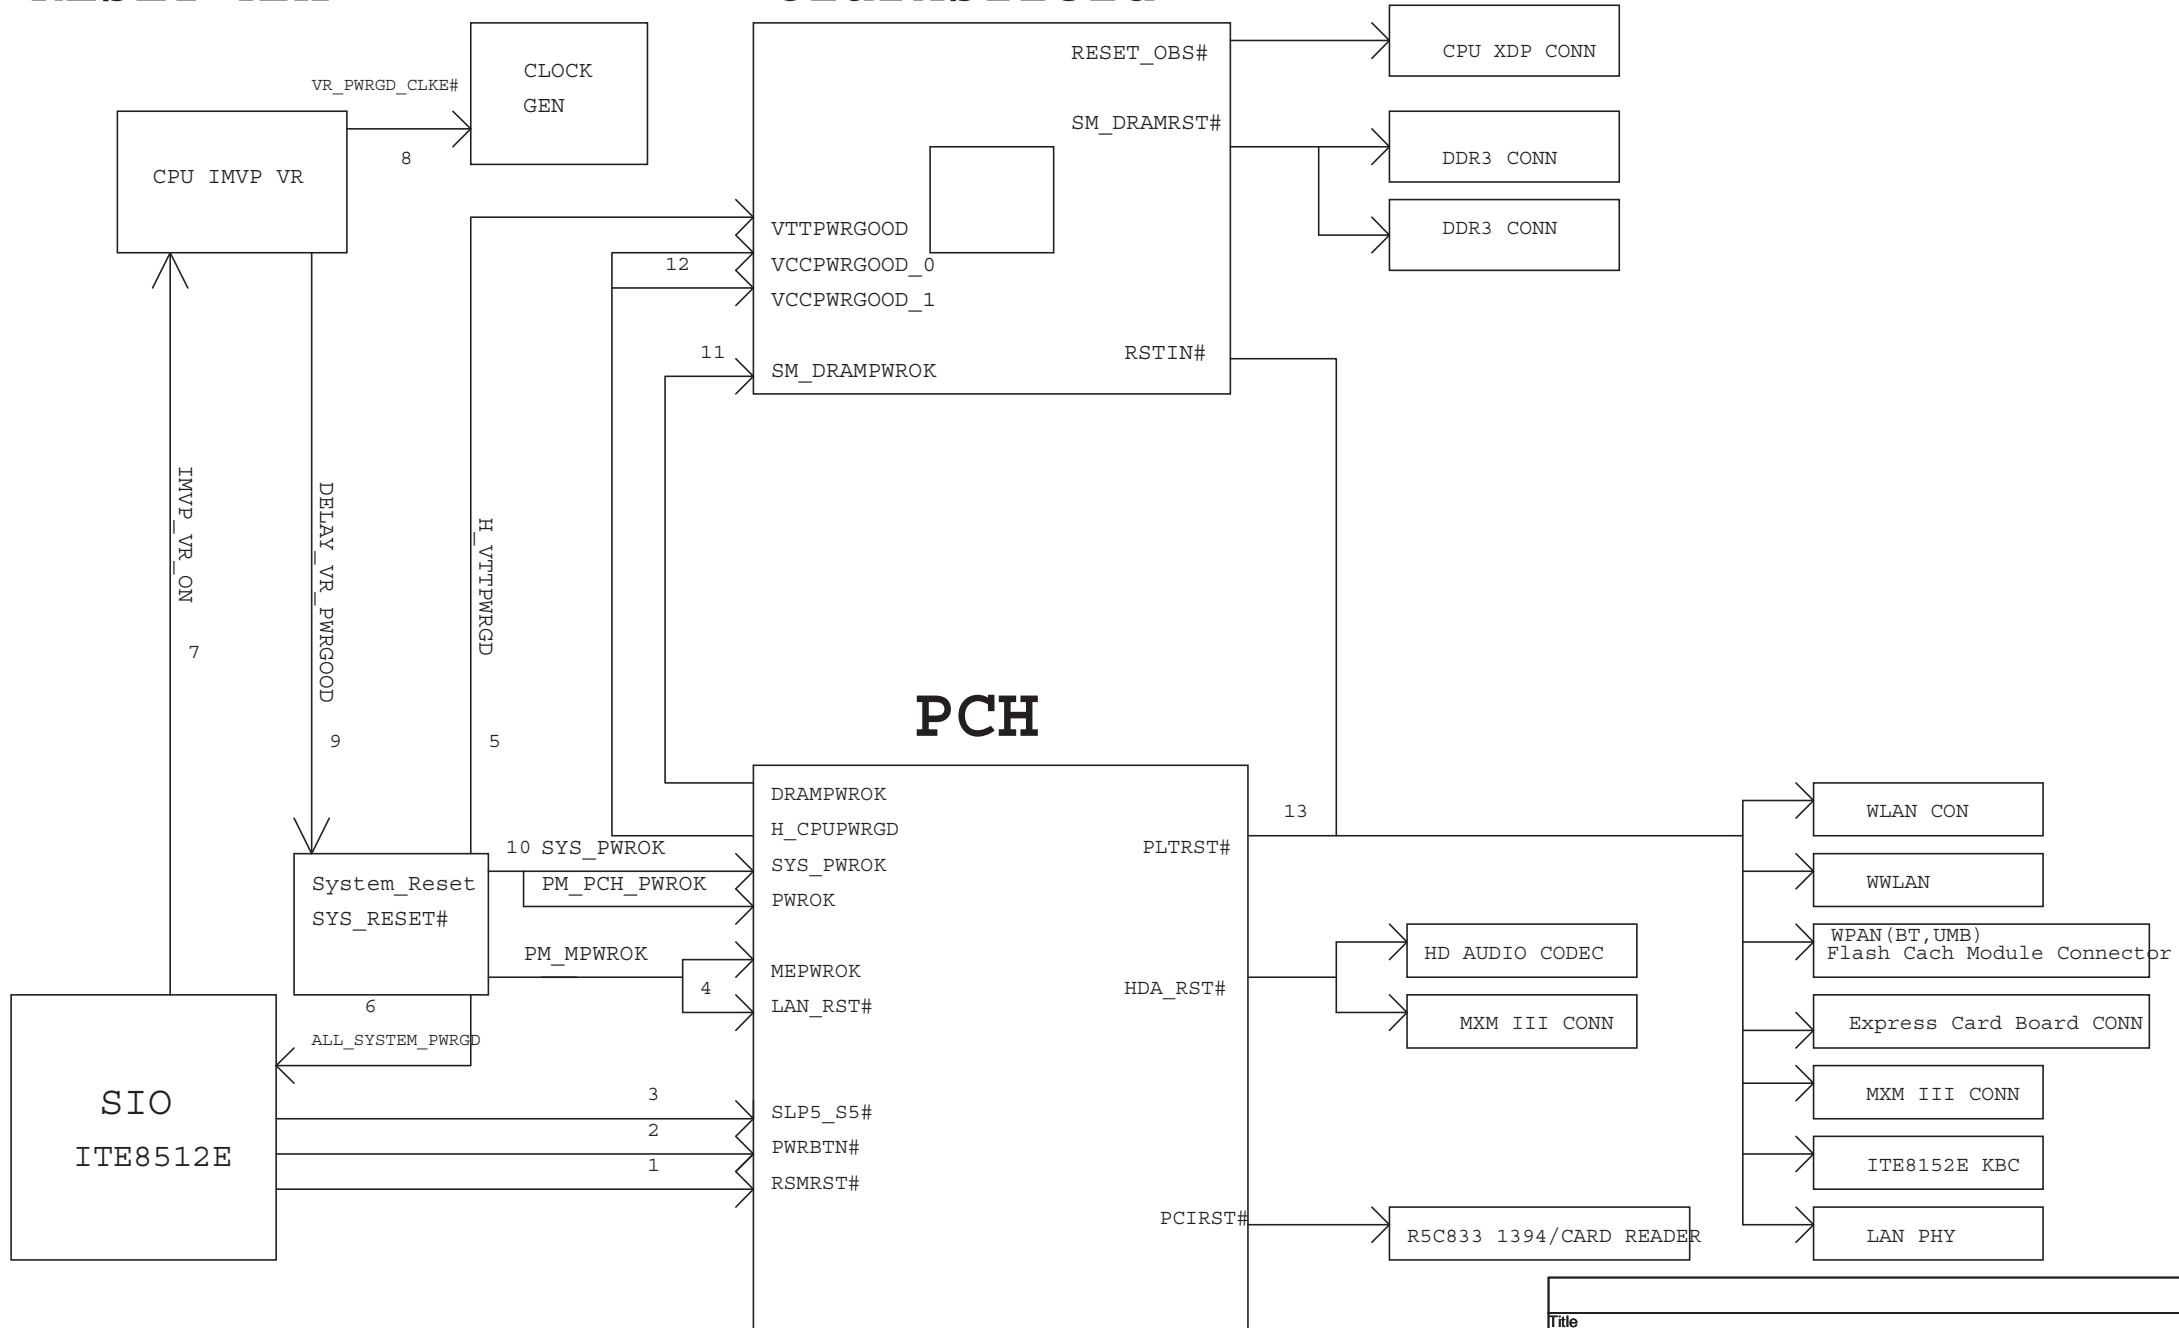 CLOCK
GEN
VR_PWRGD_CLKE#
8
CPU IMVP VR
RESET_OBS#
CPU XDP CONN
SM_DRAMRST#
DDR3 CONN
DDR3 CONN
VTTPWRGOOD
12
VCCPWRGOOD_0
VCCPWRGOOD_1
11
SM_DRAMPWROK
RSTIN#
IMVP_VR_ON
7
DELAY_VR_PWRGOOD
9
H_VTTPWRGD
5
PCH
DRAMPWROK
H_CPUPWRGD
10 SYS_PWROK
SYS_PWROK
PM_PCH_PWROK
PWROK
System_Reset
SYS_RESET#
PM_MPWROK
MEPWROK
4
LAN_RST#
6
ALL_SYSTEM_PWRGD
SIO
ITE8512E
3
SLP5_S5#
2
PWRBTN#
1
RSMRST#
13
PLTRST#
HDA_RST#
HD AUDIO CODEC
MXM III CONN
PCIRST#
R5C833 1394/CARD READER
WLAN CON
WWLAN
WPAN(BT,UMB)
Flash Cach Module Connector
Express Card Board CONN
MXM III CONN
ITE8152E KBC
LAN PHY
Title